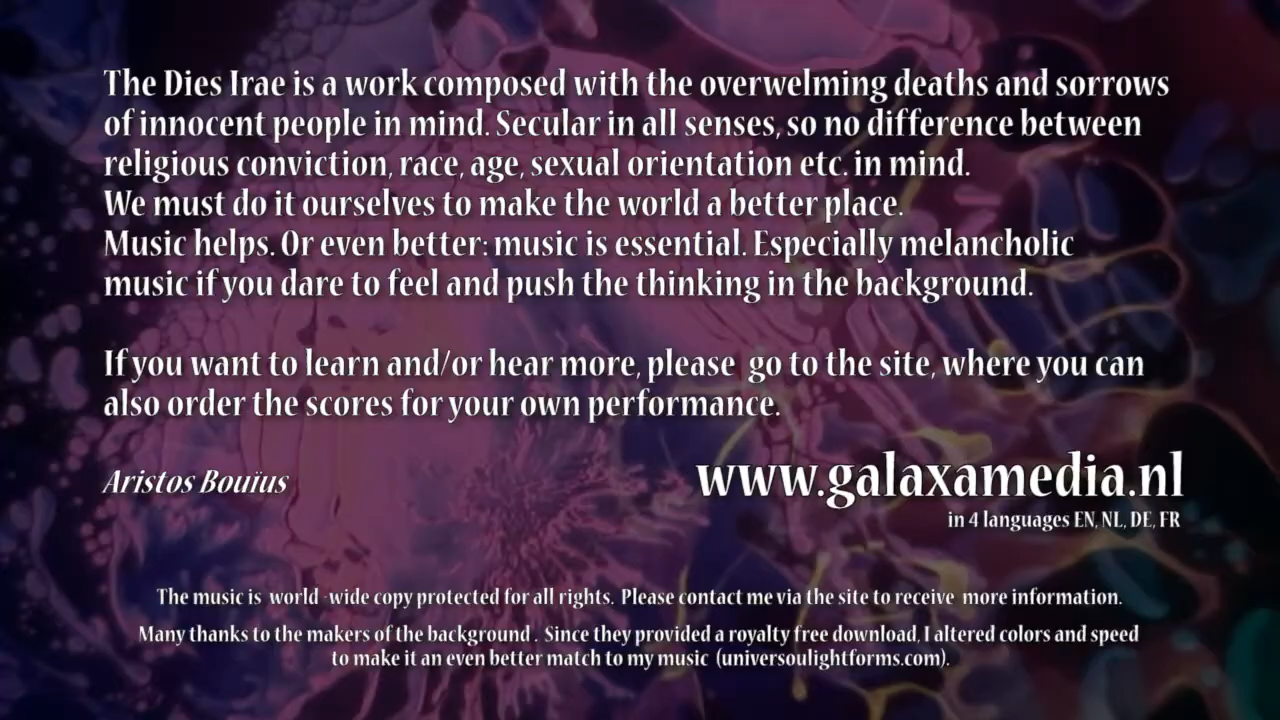 The Dies Irae is a work composed with the overwelming deaths and sorrows
of innocent people in mind. Secular in all senses, so no difference between
religious conviction, race, age, sexual orientation etc. in mind.
We must do it ourselves to make the world a better place.
Music helps. Or even better: music is essential. Especially melancholic
music if you dare to feel and push the thinking in the background.
If you want to learn and/or hear more, please go to the site, where you can
also order the scores for your own performance.
Aristos Bouïus
www.galaxamedia.nl
in 4 languages EN, NL, DE, FR
The music is world -wide copy protected for all rights. Please contact me via the site to receive more information.
Many thanks to the makers of the background . Since they provided a royalty free download, I altered colors and speed
to make it an even better match to my music (universoulightforms.com).